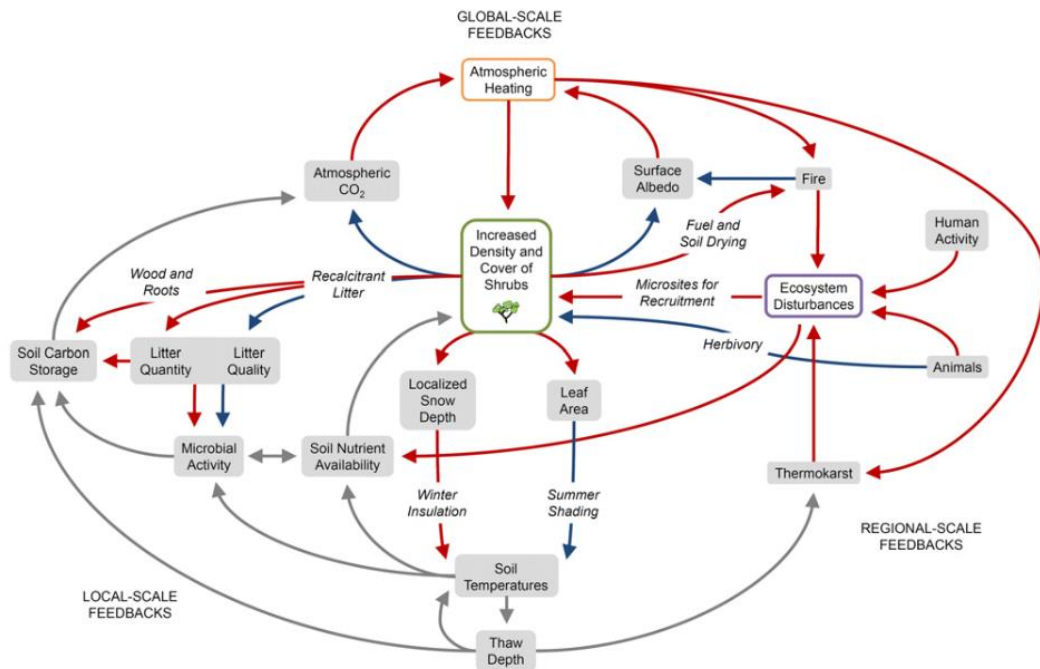 GLOBAL-SCALE
FEEDBACKS
Atmospheric
Heating
Atmospheric
CO₂
Surface
Albedo
Fire
Human
Activity
Increased
Density and
Cover of
Shrubs
Fuel and
Soil Drying
Wood and
Roots
Recalcitrant
Litter
Microsites for
Recruitment
Ecosystem
Disturbances
Herbivory
Animals
Soil Carbon
Storage
Litter
Quantity
Litter
Quality
Localized
Snow
Depth
Leaf
Area
Microbial
Activity
Soil Nutrient
Availability
Thermokarst
Winter
Insulation
Summer
Shading
REGIONAL-SCALE
FEEDBACKS
Soil
Temperatures
LOCAL-SCALE
FEEDBACKS
Thaw
Depth